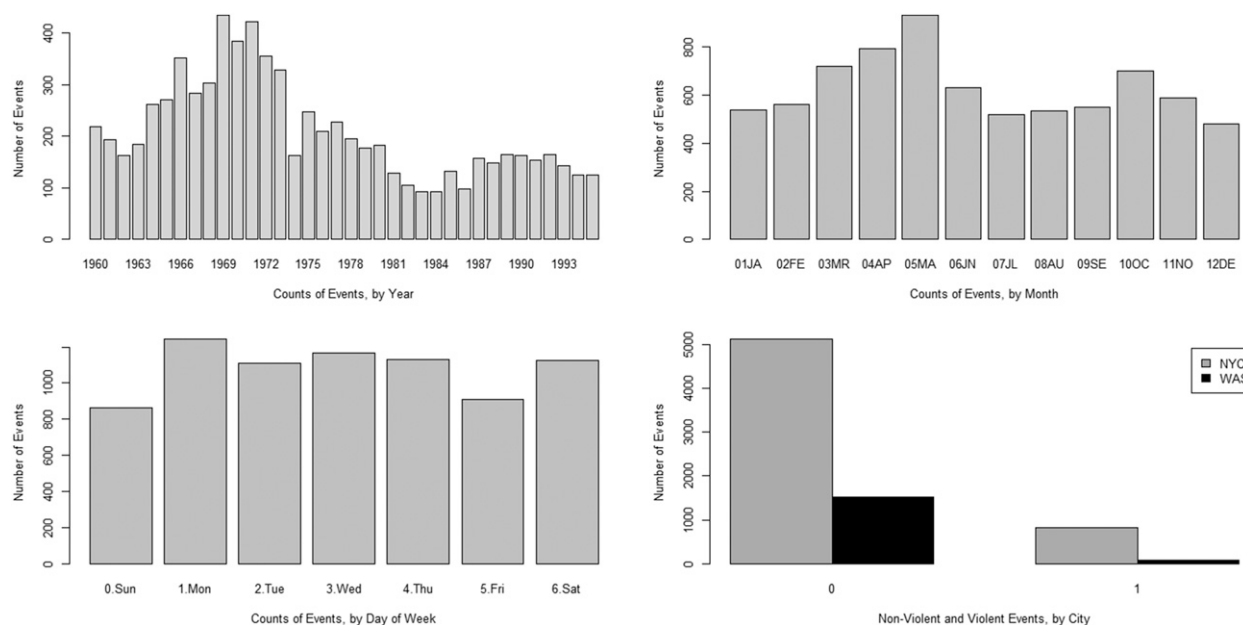 Number of Events
400
300
200
100
0
1960 1963 1966 1969 1972 1975 1978 1981 1984 1987 1990 1993
Counts of Events, by Year
Number of Events
800
600
400
200
0
01JA 02FE 03MR 04AP 05MA 06JN 07JL 08AU 09SE 10OC 11NO 12DE
Counts of Events, by Month
Number of Events
1000
800
600
400
200
0
0.Sun 1.Mon 2.Tue 3.Wed 4.Thu 5.Fri 6.Sat
Counts of Events, by Day of Week
Number of Events
5000
4000
3000
2000
1000
0
NYC
WAS
0 1
Non-Violent and Violent Events, by City